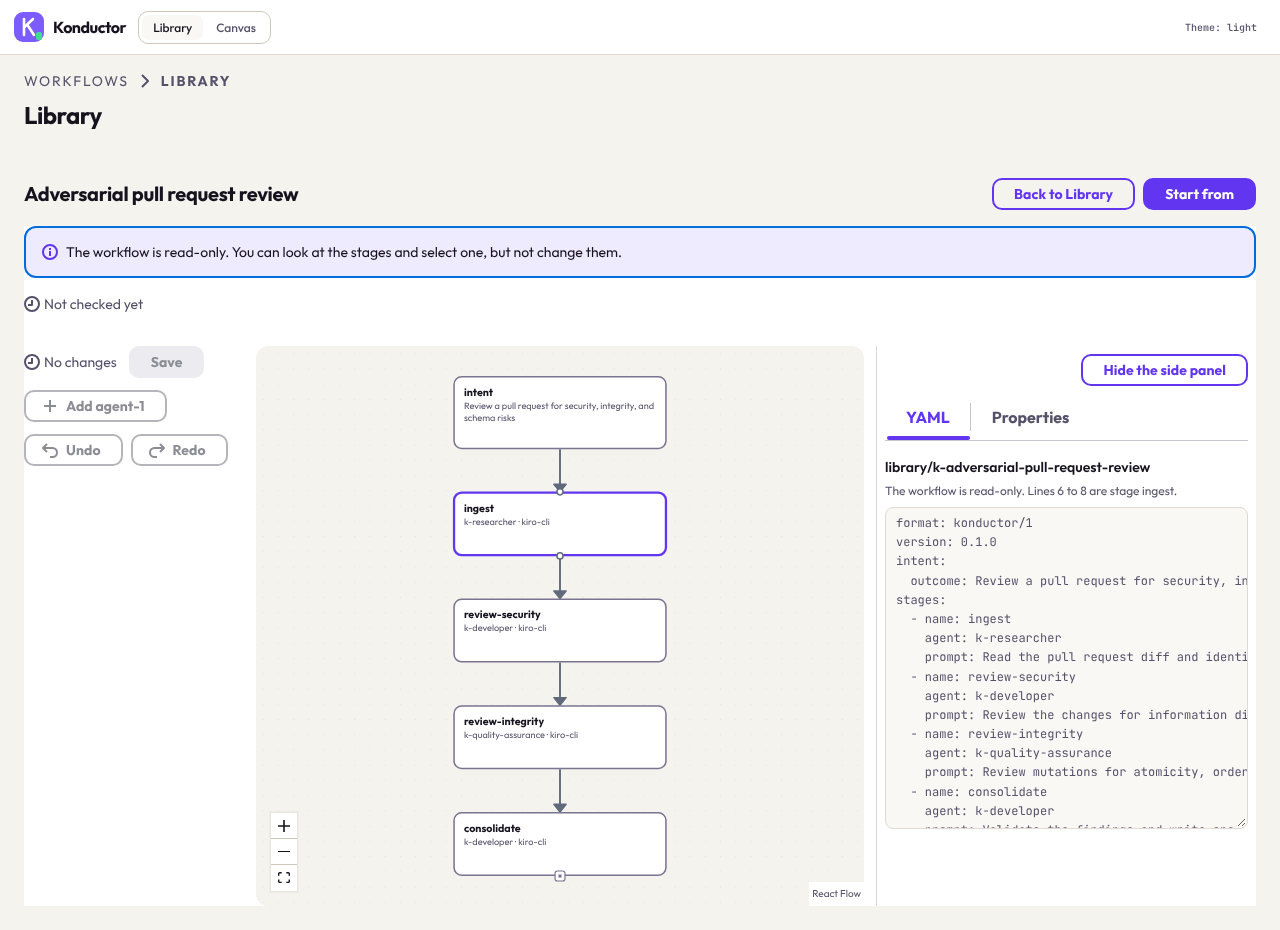 Konductor
Library
Canvas
Theme: light
WORKFLOWS
LIBRARY
Library
Adversarial pull request review
Back to Library
Start from
The workflow is read-only. You can look at the stages and select one, but not change them.
Not checked yet
No changes
Save
Add agent-1
Undo
Redo
intent
Review a pull request for security, integrity, and
schema risks
ingest
k-researcher · kiro-cli
review-security
k-developer · kiro-cli
review-integrity
k-quality-assurance · kiro-cli
consolidate
k-developer · kiro-cli
React Flow
Hide the side panel
YAML
Properties
library/k-adversarial-pull-request-review
The workflow is read-only. Lines 6 to 8 are stage ingest.
format: konductor/1
version: 0.1.0
intent:
outcome: Review a pull request for security, in
stages:
- name: ingest
agent: k-researcher
prompt: Read the pull request diff and identi
- name: review-security
agent: k-developer
prompt: Review the changes for information di
- name: review-integrity
agent: k-quality-assurance
prompt: Review mutations for atomicity, order
- name: consolidate
agent: k-developer
prompt: Validate the findings and write one